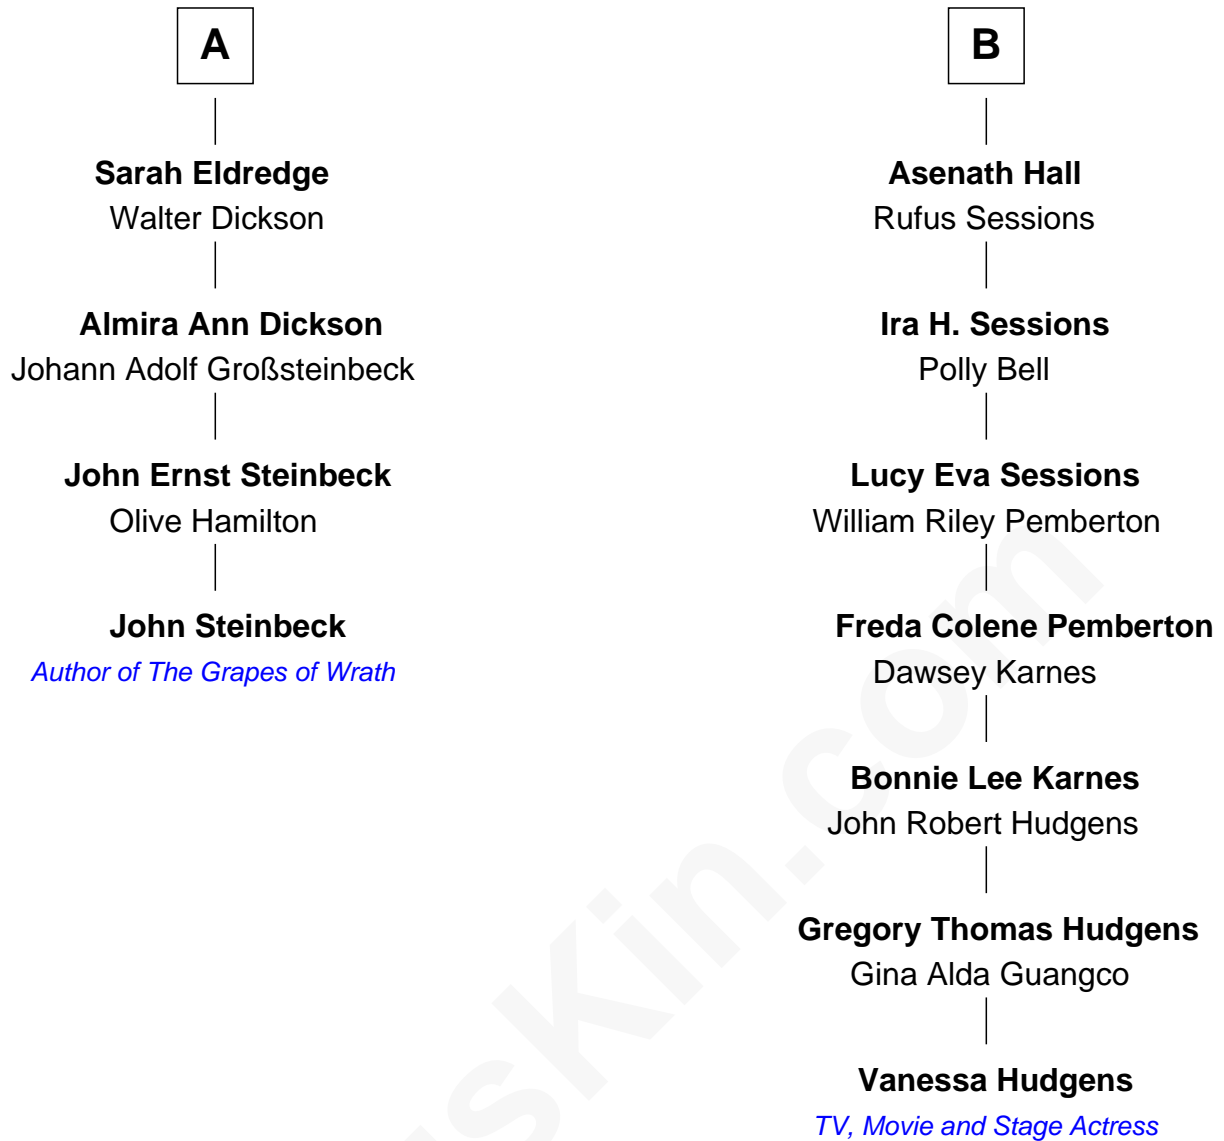 A
Sarah Eldredge
Walter Dickson
Almira Ann Dickson
Johann Adolf Großsteinbeck
John Ernst Steinbeck
Olive Hamilton
John Steinbeck
Author of The Grapes of Wrath
B
Asenath Hall
Rufus Sessions
Ira H. Sessions
Polly Bell
Lucy Eva Sessions
William Riley Pemberton
Freda Colene Pemberton
Dawsey Karnes
Bonnie Lee Karnes
John Robert Hudgens
Gregory Thomas Hudgens
Gina Alda Guangco
Vanessa Hudgens
TV, Movie and Stage Actress